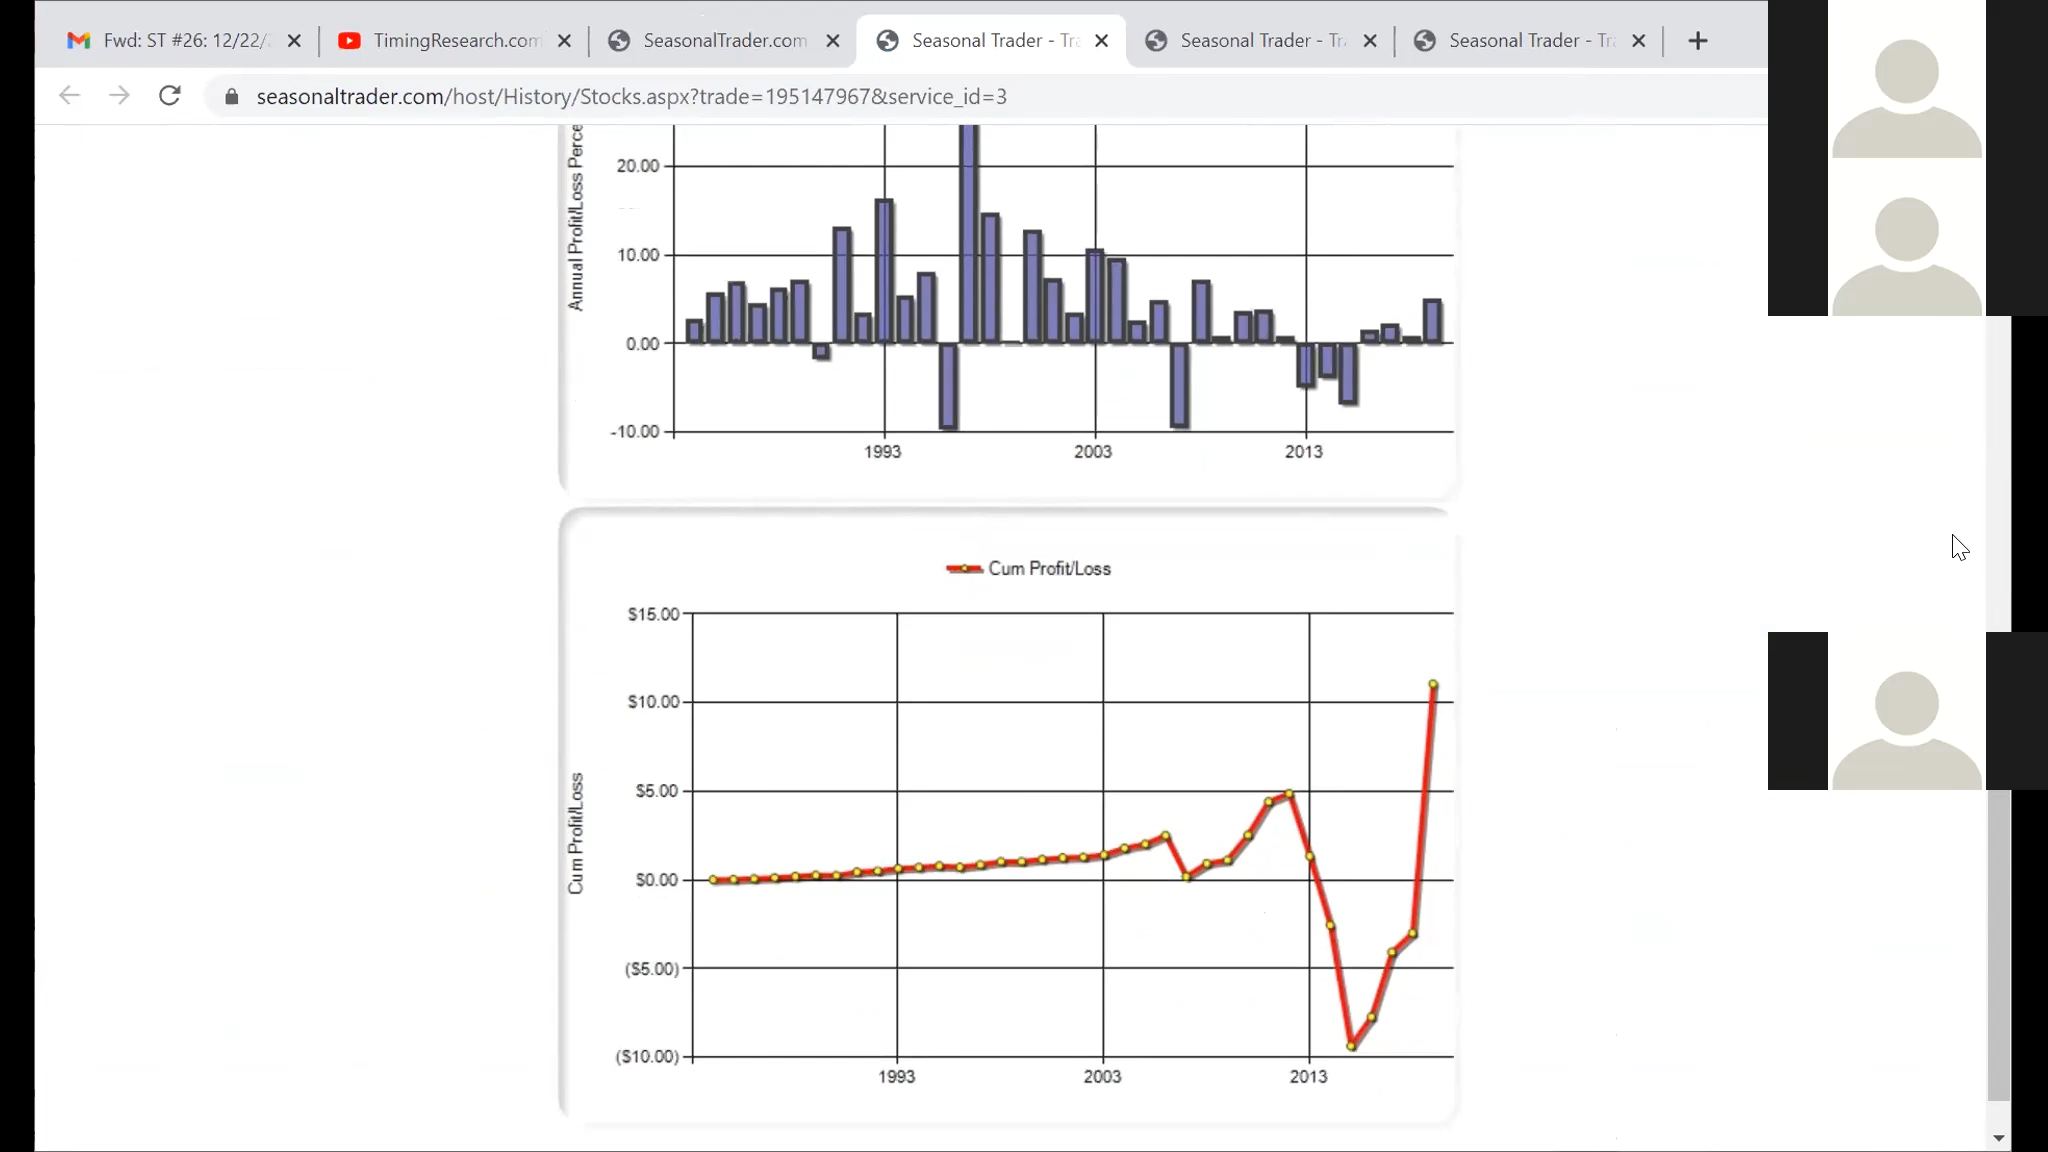 Fwd: ST #26: 12/22/
TimingResearch.com
SeasonalTrader.com
Seasonal Trader - Tra
Seasonal Trader - Tr
Seasonal Trader - Tr
seasonaltrader.com/host/History/Stocks.aspx?trade=195147967&service_id=3
Annual Profit/Loss Perce
20.00
10.00
0.00
-10.00
1993
2003
2013
Cum Profit/Loss
Cum Profit/Loss
$15.00
$10.00
$5.00
$0.00
($5.00)
($10.00)
1993
2003
2013